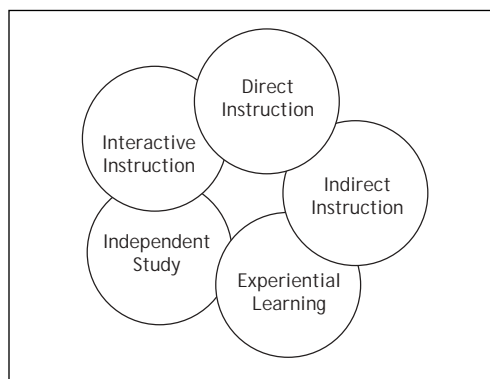 Direct
Instruction
Interactive
Instruction
Indirect
Instruction
Independent
Study
Experiential
Learning